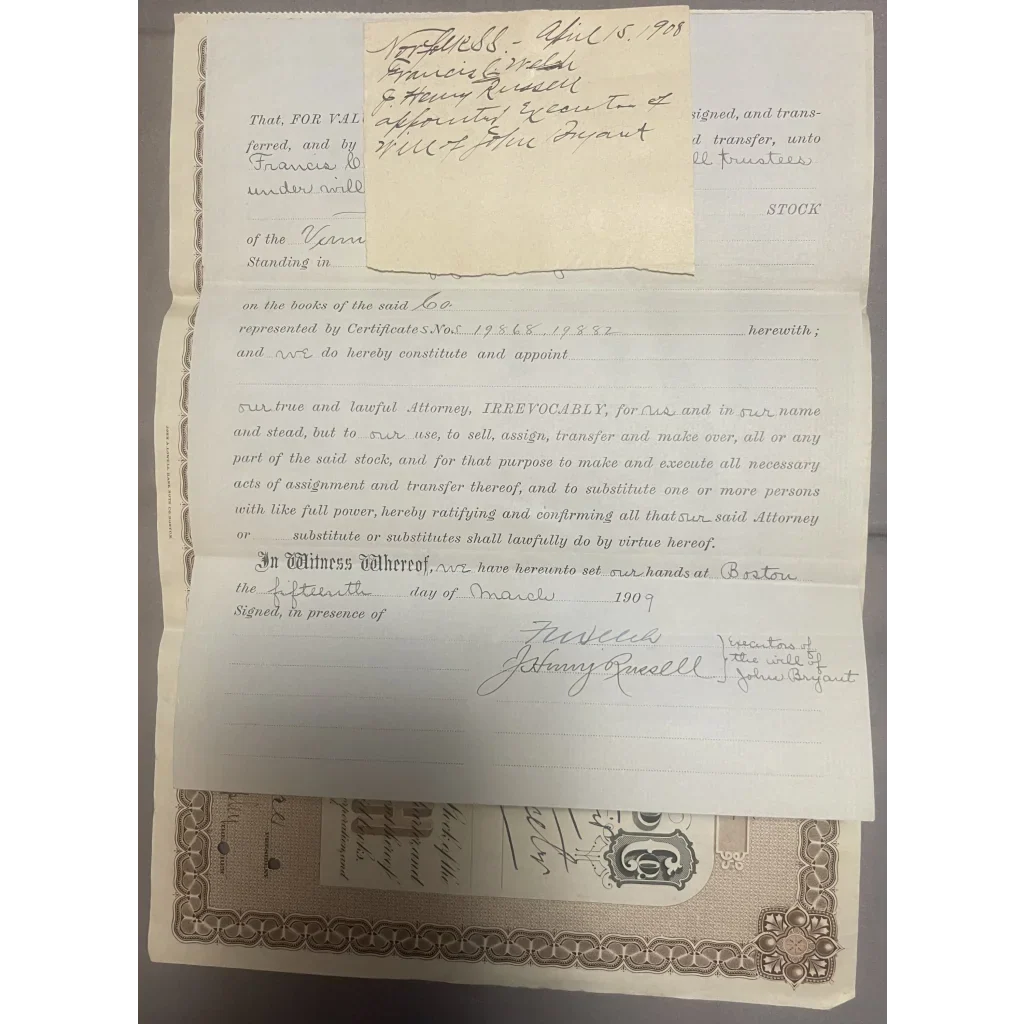 Norfolk SS. - April 15, 1908
Francis C. Welch
J. Henry Russell
appointed Executors of
Will of John Bryant
That, FOR VAL signed, and trans-
ferred, and by d transfer, unto
Francis C ll trustees
under will
STOCK
of the Verm
Standing in
on the books of the said Co.
represented by Certificates Nos 19868, 19882 herewith;
and we do hereby constitute and appoint
our true and lawful Attorney, IRREVOCABLY, for us and in our name
and stead, but to our use, to sell, assign, transfer and make over, all or any
part of the said stock, and for that purpose to make and execute all necessary
acts of assignment and transfer thereof, and to substitute one or more persons
with like full power, hereby ratifying and confirming all that our said Attorney
or substitute or substitutes shall lawfully do by virtue hereof.
In Witness Whereof, we have hereunto set our hands at Boston
the fifteenth day of March 1909
Signed, in presence of
FCWelch
J. Henry Russell
Executors of
the will of
John Bryant